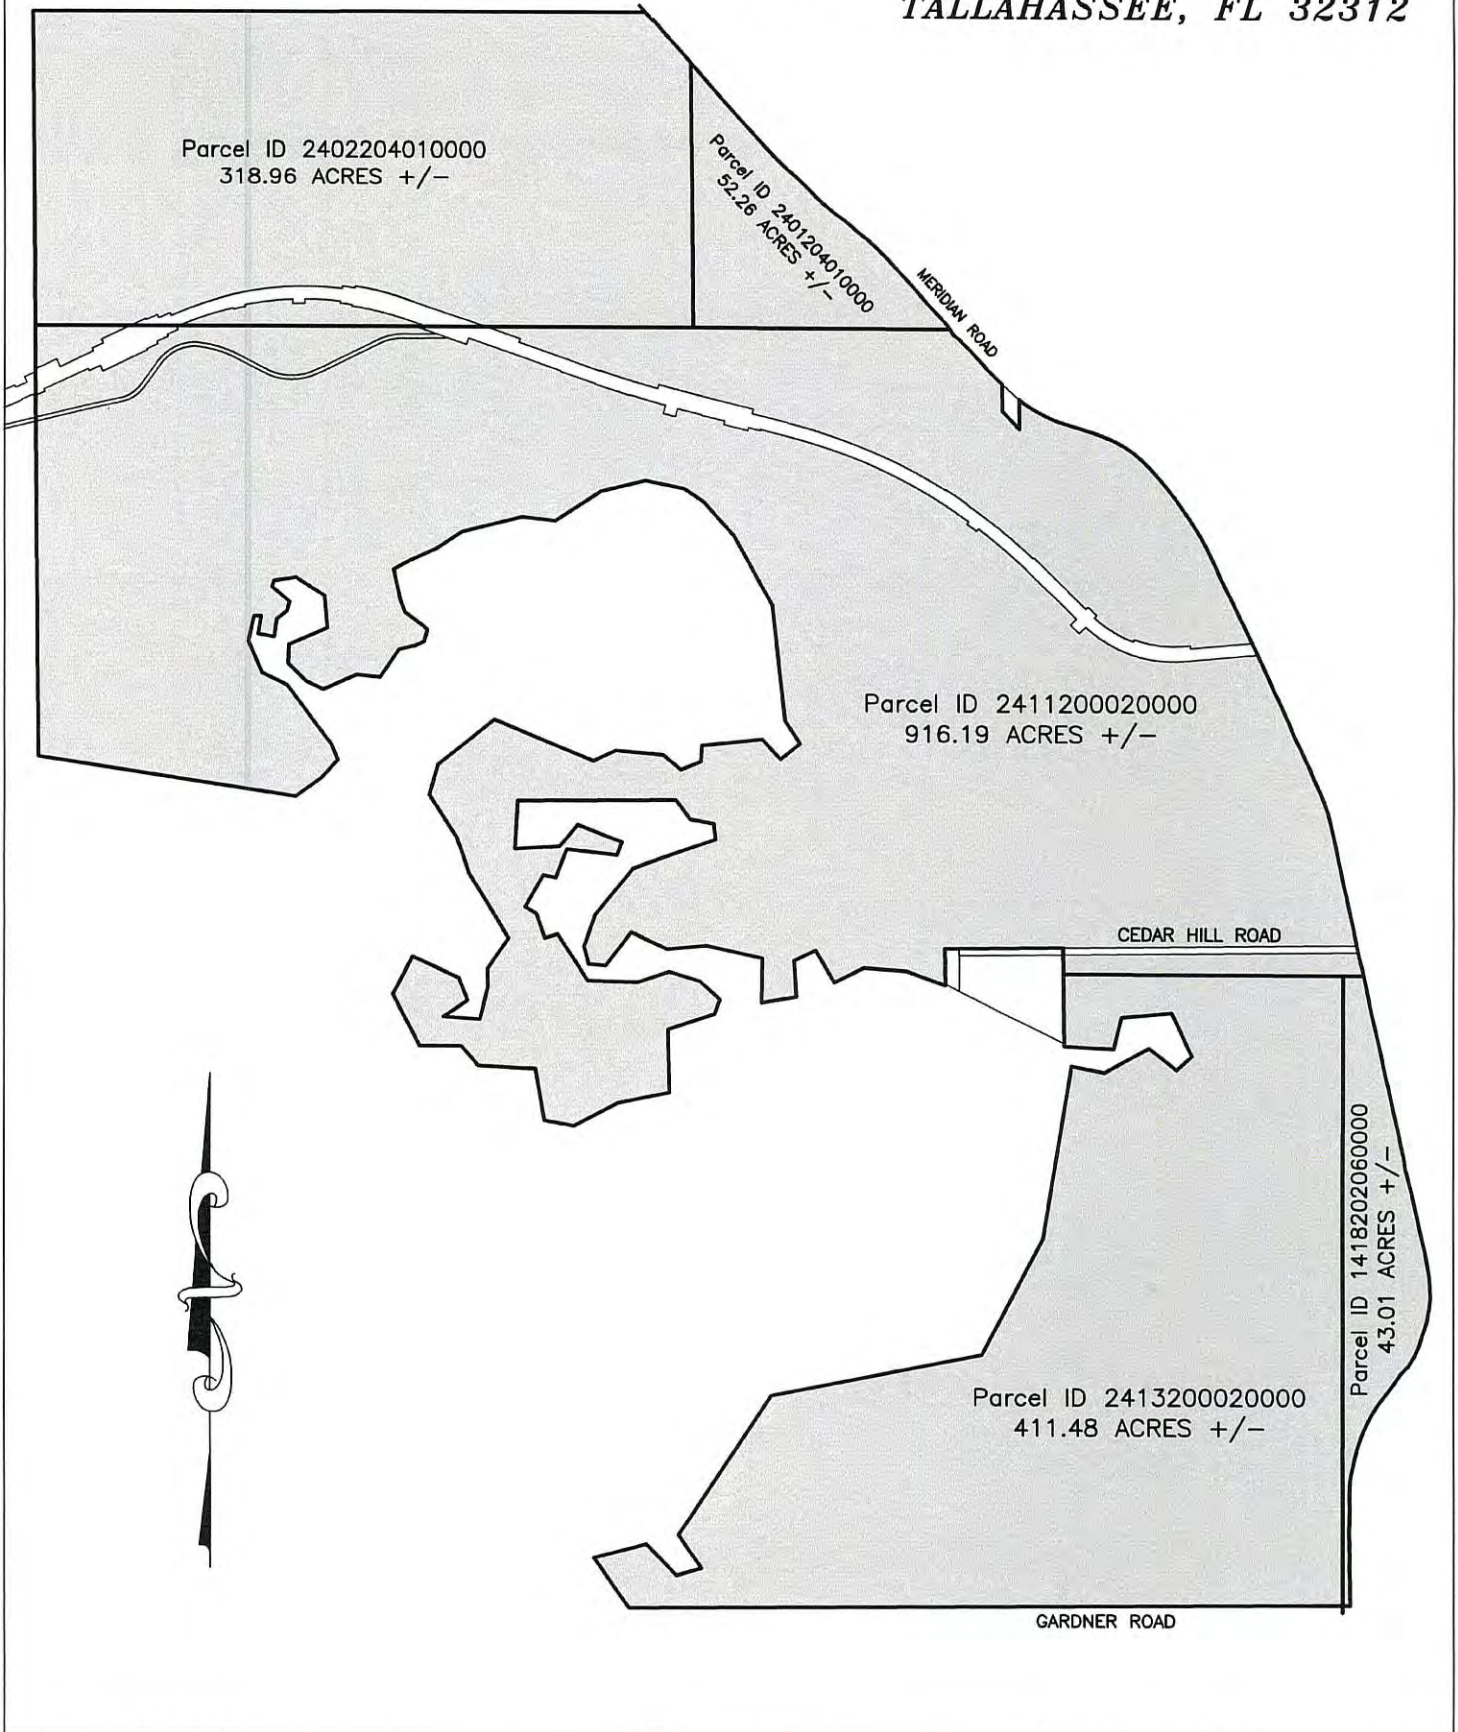 TALLAHASSEE, FL 32312
Parcel ID 2402204010000
318.96 ACRES +/-
Parcel ID 2401204010000
52.26 ACRES +/-
MERIDIAN ROAD
Parcel ID 2411200020000
916.19 ACRES +/-
CEDAR HILL ROAD
Parcel ID 1418202060000
43.01 ACRES +/-
Parcel ID 2413200020000
411.48 ACRES +/-
GARDNER ROAD